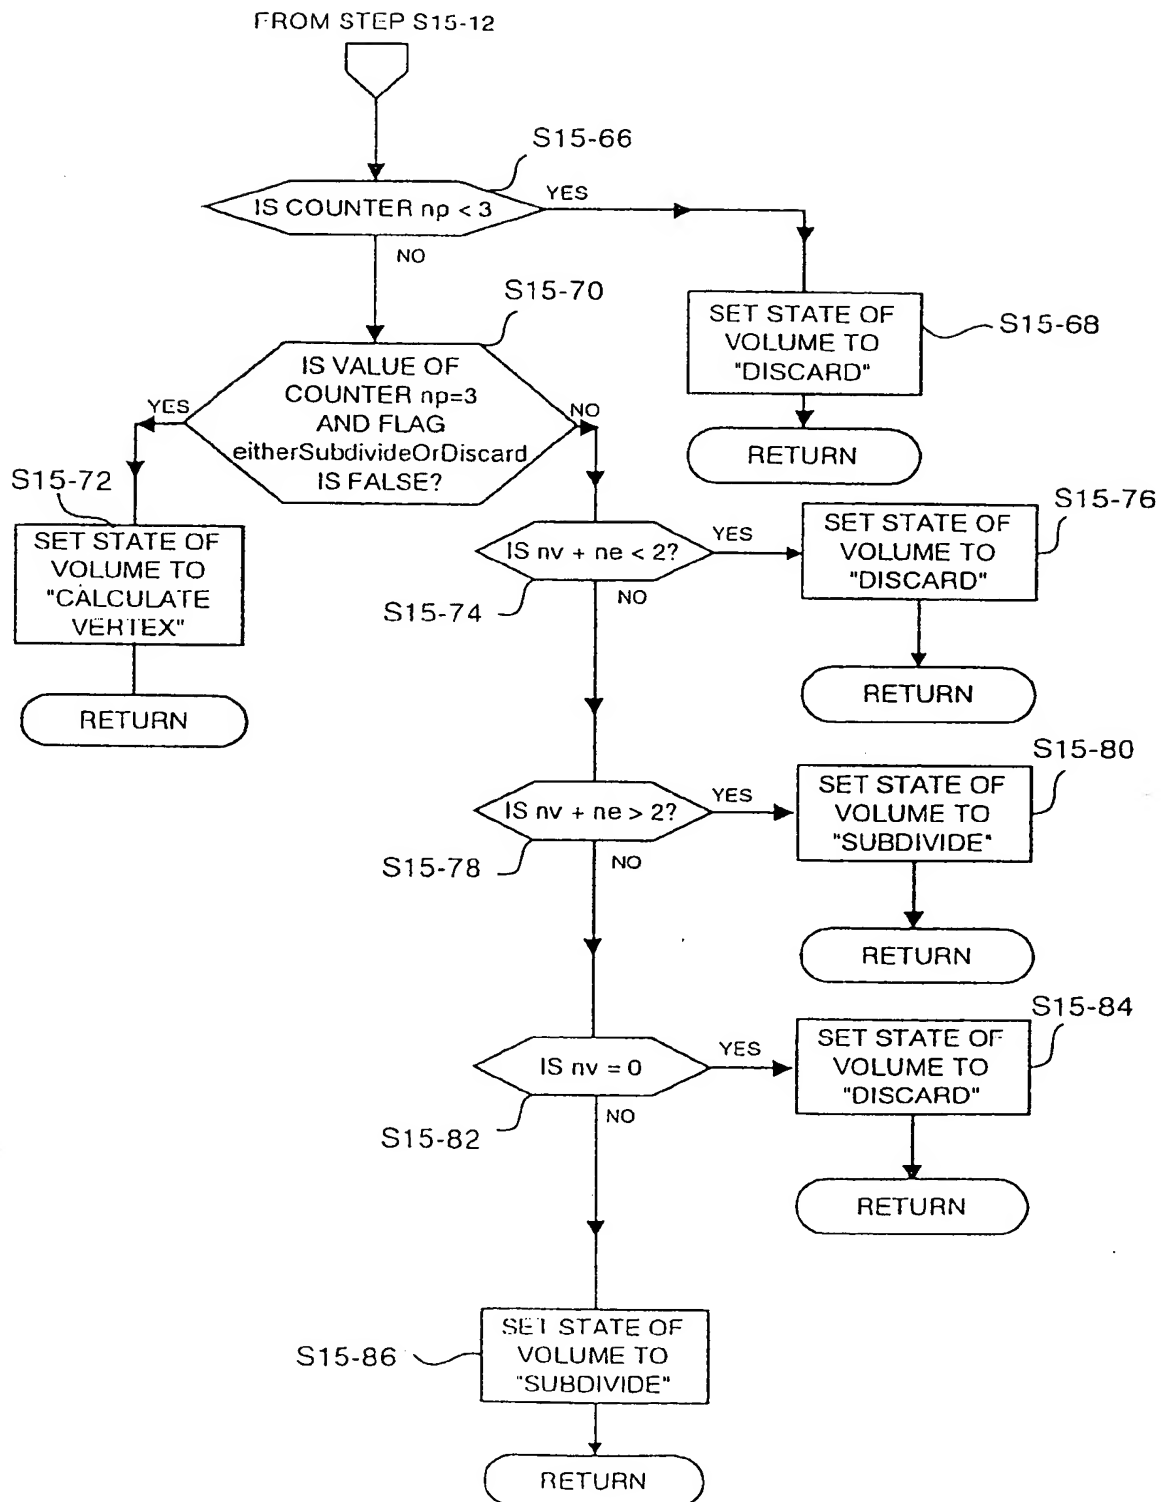 FROM STEP S15-12
S15-66
IS COUNTER np < 3
YES
NO
SET STATE OF
VOLUME TO
"DISCARD"
S15-68
RETURN
S15-70
IS VALUE OF
COUNTER np=3
AND FLAG
eitherSubdivideOrDiscard
IS FALSE?
YES
NO
S15-72
SET STATE OF
VOLUME TO
"CALCULATE
VERTEX"
RETURN
IS nv + ne < 2?
YES
NO
S15-74
S15-76
SET STATE OF
VOLUME TO
"DISCARD"
RETURN
IS nv + ne > 2?
YES
NO
S15-78
S15-80
SET STATE OF
VOLUME TO
"SUBDIVIDE"
RETURN
IS nv = 0
YES
NO
S15-82
S15-84
SET STATE OF
VOLUME TO
"DISCARD"
RETURN
S15-86
SET STATE OF
VOLUME TO
"SUBDIVIDE"
RETURN